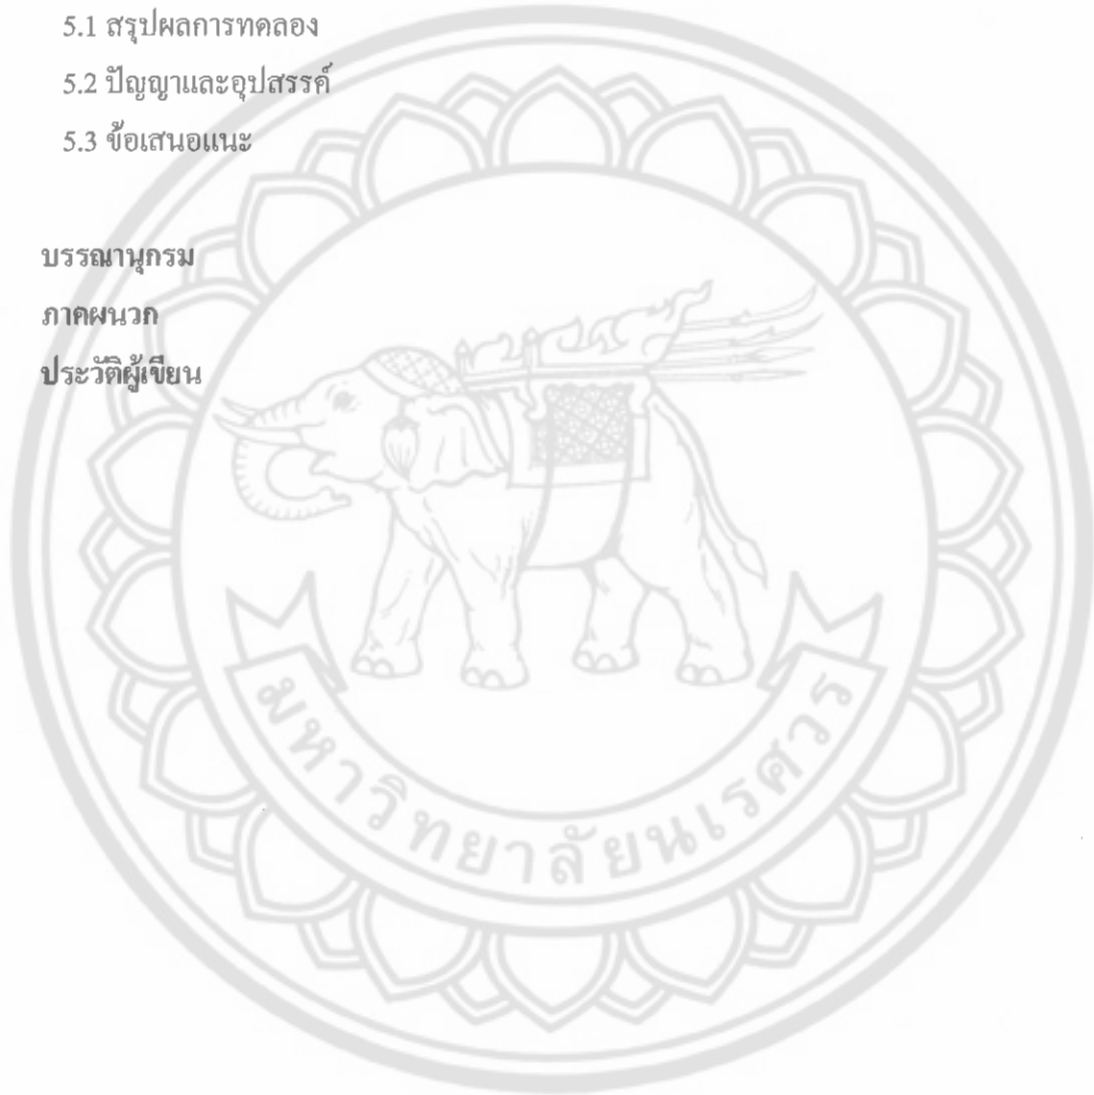 5.1 สรุปผลการทดลอง
5.2 ปัญญาและอุปสรรค์
5.3 ข้อเสนอแนะ
บรรณานุกรม
ภาคผนวก
ประวัติผู้เขียน
มหาวิทยาลัยนเรศวร